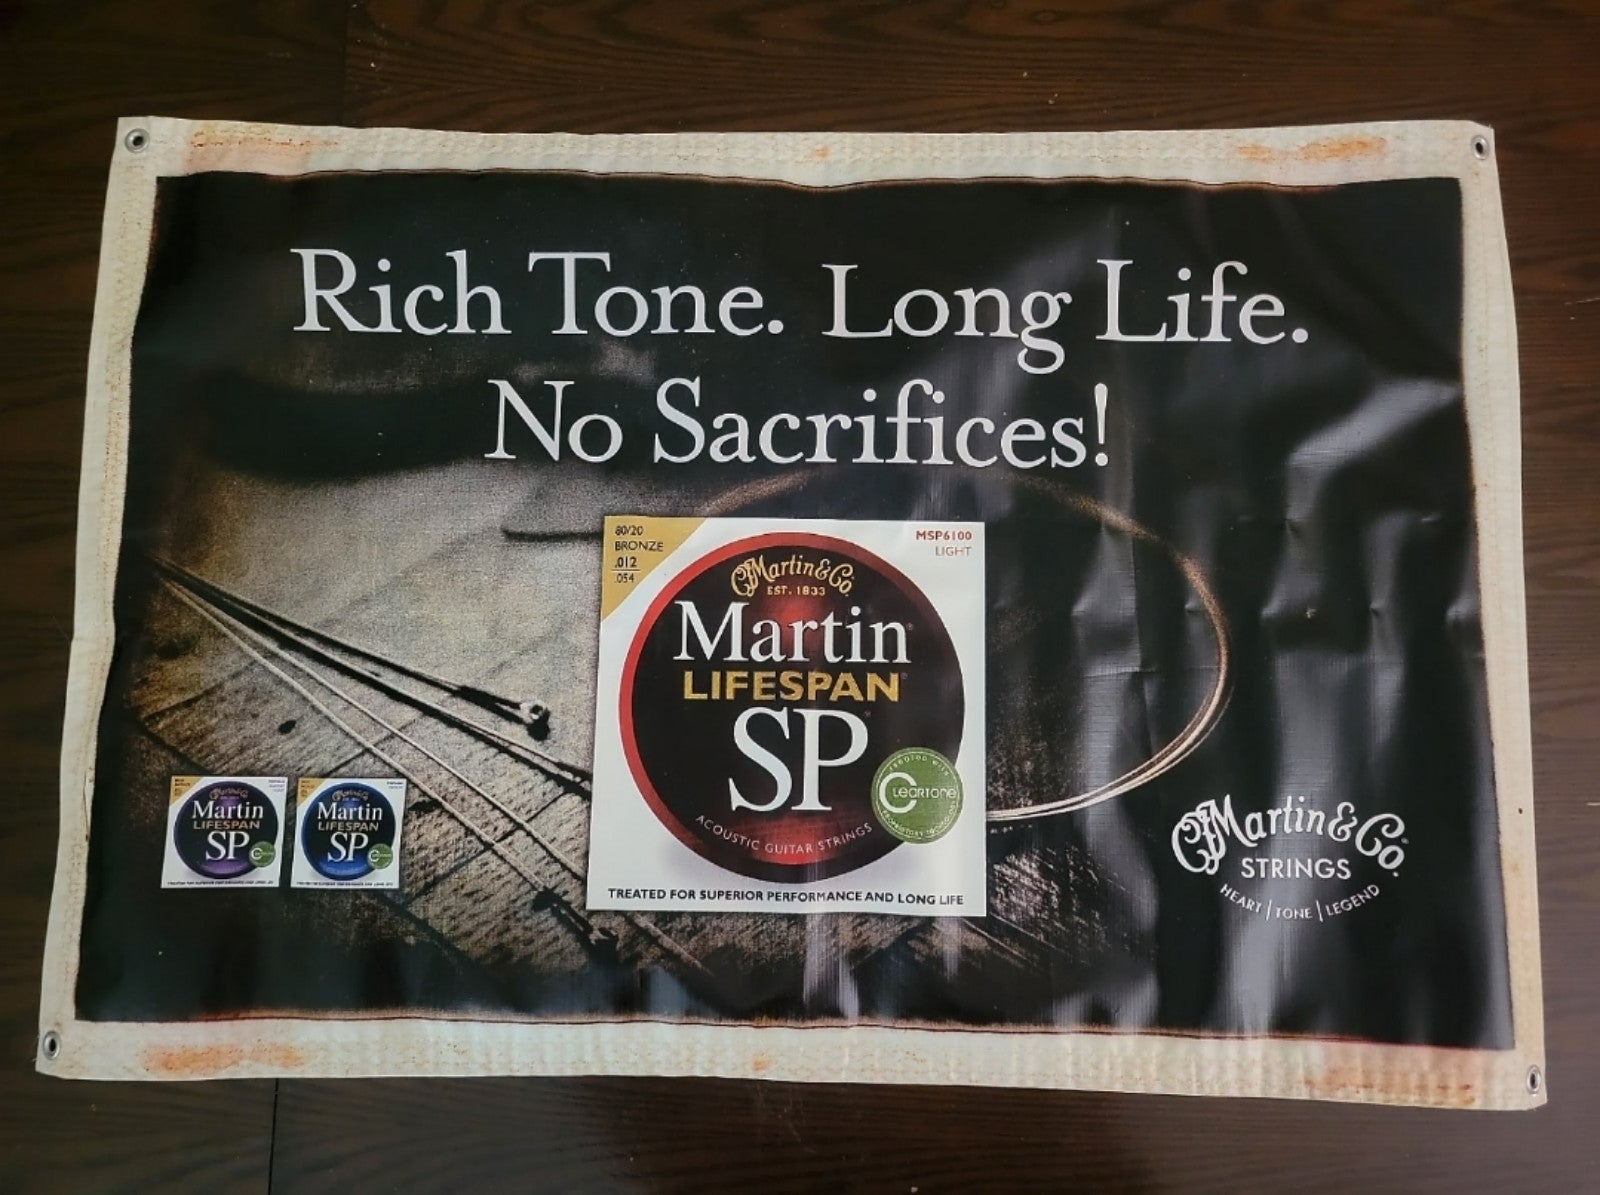 Rich Tone. Long Life.
No Sacrifices!
80/20
BRONZE
.012
.054
MSP6100
LIGHT
Martin & Co.
EST. 1833
Martin®
LIFESPAN®
SP®
CLEARTONE
ACOUSTIC GUITAR STRINGS
TREATED FOR SUPERIOR PERFORMANCE AND LONG LIFE
Martin
LIFESPAN
SP
Martin
LIFESPAN
SP
Martin & Co.®
STRINGS
HEART | TONE | LEGEND